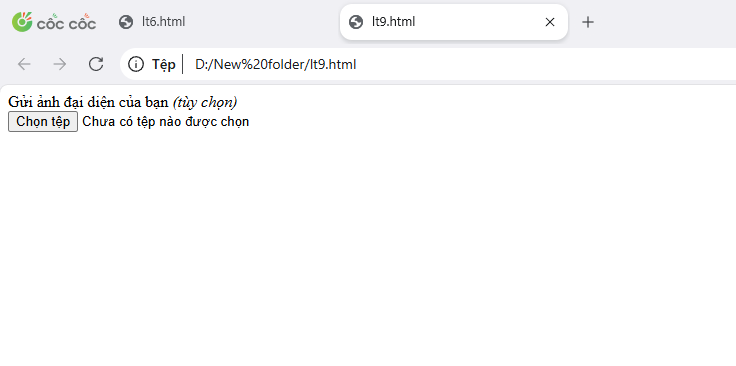 cốc cốc
lt6.html
lt9.html
Tệp
D:/New%20folder/lt9.html
Gửi ảnh đại diện của bạn (tùy chọn)
Chọn tệp Chưa có tệp nào được chọn